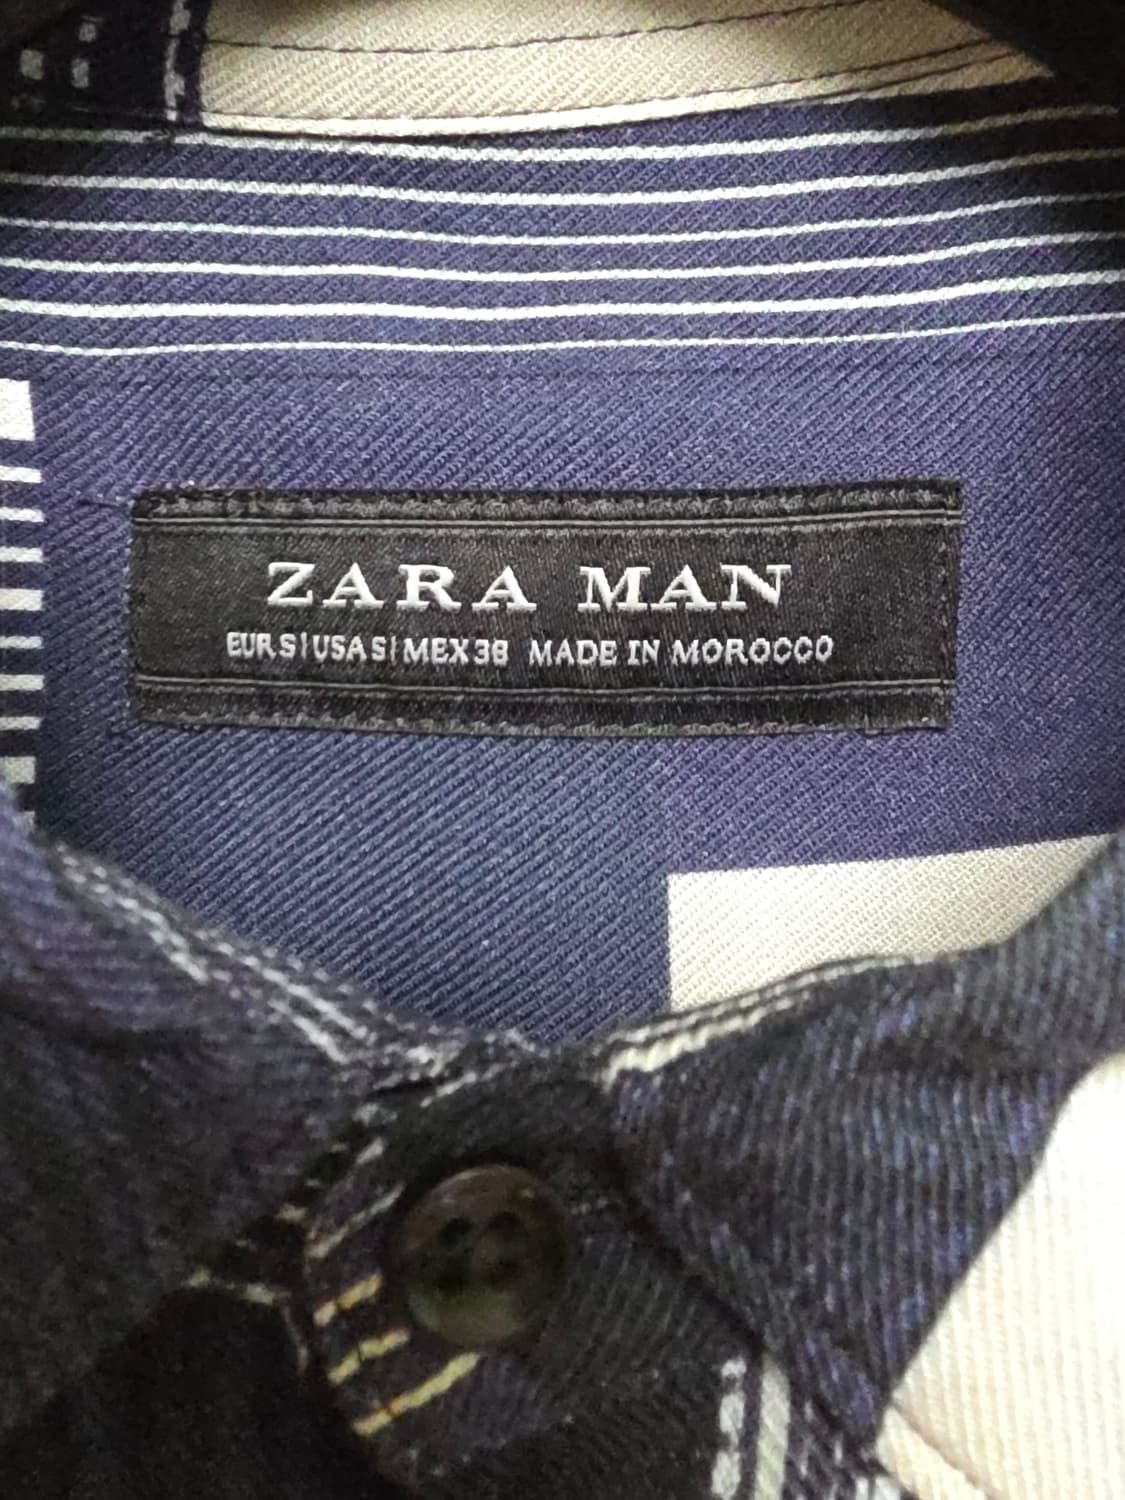 ZARA MAN
EUR S|USA S|MEX 38 MADE IN MOROCCO